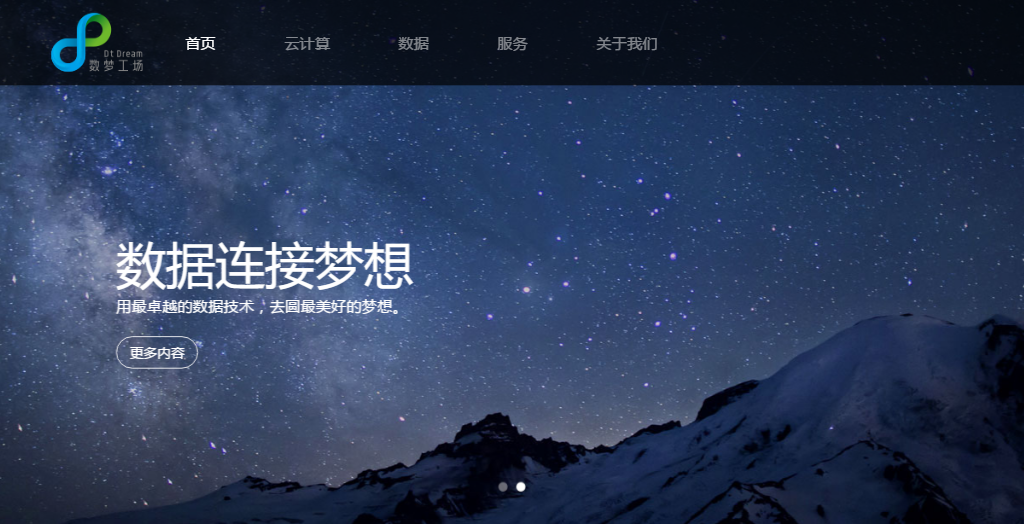 Dt Dream
数梦工场
首页 云计算 数据 服务 关于我们
数据连接梦想
用最卓越的数据技术，去圆最美好的梦想。
更多内容